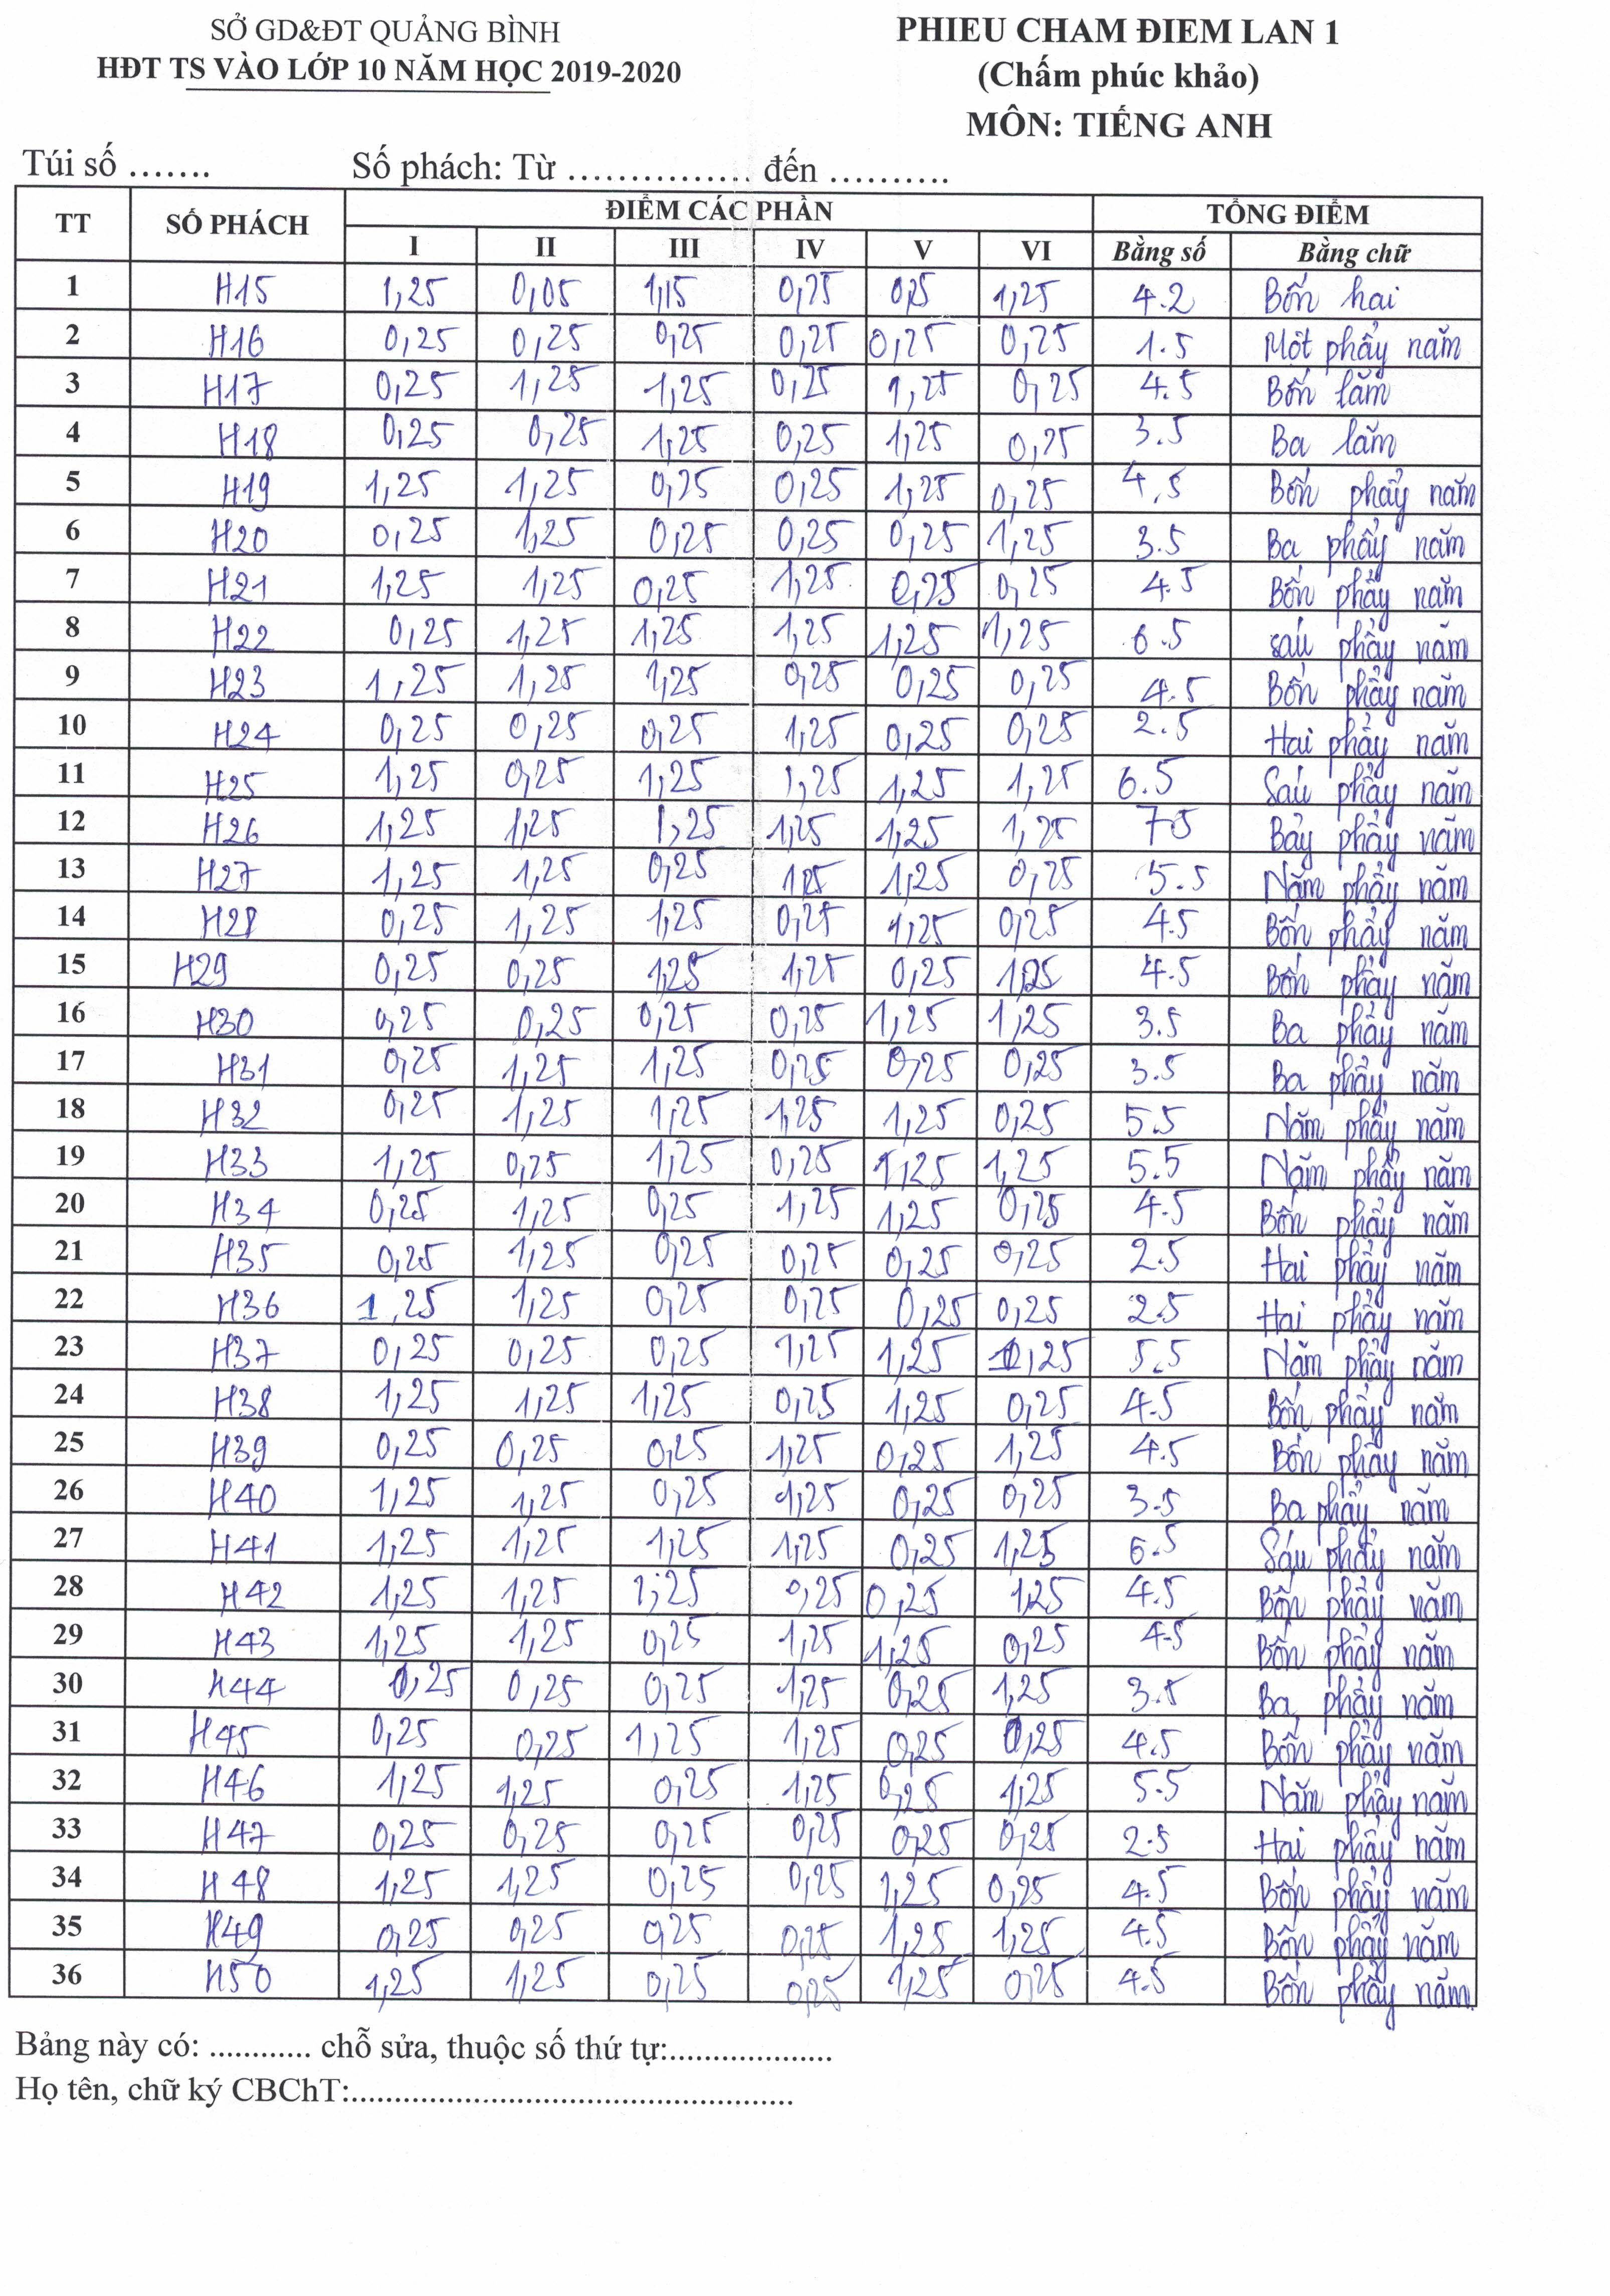 SỞ GD&ĐT QUẢNG BÌNH
HĐT TS VÀO LỚP 10 NĂM HỌC 2019-2020
PHIEU CHAM ĐIEM LAN 1
(Chấm phúc khảo)
MÔN: TIẾNG ANH
Túi số ....... Số phách: Từ ............... đến ..........
TT SỐ PHÁCH ĐIỂM CÁC PHẦN TỔNG ĐIỂM
I II III IV V VI Bằng số Bằng chữ
1 H15 1,25 0,05 1,15 0,25 0,5 1,25 4.2 Bốn hai
2 H16 0,25 0,25 0,25 0,25 0,25 0,25 1.5 Một phẩy năm
3 H17 0,25 1,25 1,25 0,25 1,25 0,25 4.5 Bốn lăm
4 H18 0,25 0,25 1,25 0,25 1,25 0,25 3.5 Ba lăm
5 H19 1,25 1,25 0,25 0,25 1,25 0,25 4.5 Bốn phẩy năm
6 H20 0,25 1,25 0,25 0,25 0,25 1,25 3.5 Ba phẩy năm
7 H21 1,25 1,25 0,25 1,25 0,25 0,25 4.5 Bốn phẩy năm
8 H22 0,25 1,25 1,25 1,25 1,25 1,25 6.5 sáu phẩy năm
9 H23 1,25 1,25 1,25 0,25 0,25 0,25 4.5 Bốn phẩy năm
10 H24 0,25 0,25 0,25 1,25 0,25 0,25 2.5 Hai phẩy năm
11 H25 1,25 0,25 1,25 1,25 1,25 1,25 6.5 Sáu phẩy năm
12 H26 1,25 1,25 1,25 1,25 1,25 1,25 75 Bảy phẩy năm
13 H27 1,25 1,25 0,25 1,25 1,25 0,25 5.5 Năm phẩy năm
14 H28 0,25 1,25 1,25 0,25 1,25 0,25 4.5 Bốn phẩy năm
15 H29 0,25 0,25 1,25 1,25 0,25 1,25 4.5 Bốn phẩy năm
16 H30 0,25 0,25 0,25 0,25 1,25 1,25 3.5 Ba phẩy năm
17 H31 0,25 1,25 1,25 0,25 0,25 0,25 3.5 Ba phẩy năm
18 H32 0,25 1,25 1,25 1,25 1,25 0,25 5.5 Năm phẩy năm
19 H33 1,25 0,25 1,25 0,25 1,25 1,25 5.5 Năm phẩy năm
20 H34 0,25 1,25 0,25 1,25 1,25 0,25 4.5 Bốn phẩy năm
21 H35 0,25 1,25 0,25 0,25 0,25 0,25 2.5 Hai phẩy năm
22 H36 1,25 1,25 0,25 0,25 0,25 0,25 2.5 Hai phẩy năm
23 H37 0,25 0,25 0,25 1,25 1,25 1,25 5.5 Năm phẩy năm
24 H38 1,25 1,25 1,25 0,25 1,25 0,25 4.5 Bốn phẩy năm
25 H39 0,25 0,25 0,25 1,25 0,25 1,25 4.5 Bốn phẩy năm
26 H40 1,25 1,25 0,25 1,25 0,25 0,25 3.5 Ba phẩy năm
27 H41 1,25 1,25 1,25 1,25 0,25 1,25 6.5 Sáu phẩy năm
28 H42 1,25 1,25 1,25 0,25 0,25 1,25 4.5 Bốn phẩy năm
29 H43 1,25 1,25 0,25 1,25 1,25 0,25 4.5 Bốn phẩy năm
30 H44 0,25 0,25 0,25 1,25 0,25 1,25 3.5 Ba phẩy năm
31 H45 0,25 0,25 1,25 1,25 0,25 0,25 4.5 Bốn phẩy năm
32 H46 1,25 1,25 0,25 1,25 0,25 1,25 5.5 Năm phẩy năm
33 H47 0,25 0,25 0,25 0,25 0,25 0,25 2.5 Hai phẩy năm
34 H48 1,25 1,25 0,25 0,25 1,25 0,25 4.5 Bốn phẩy năm
35 H49 0,25 0,25 0,25 0,25 1,25 1,25 4.5 Bốn phẩy năm
36 H50 1,25 1,25 0,25 0,25 1,25 0,25 4.5 Bốn phẩy năm
Bảng này có: ............ chỗ sửa, thuộc số thứ tự:...................
Họ tên, chữ ký CBChT:.....................................................